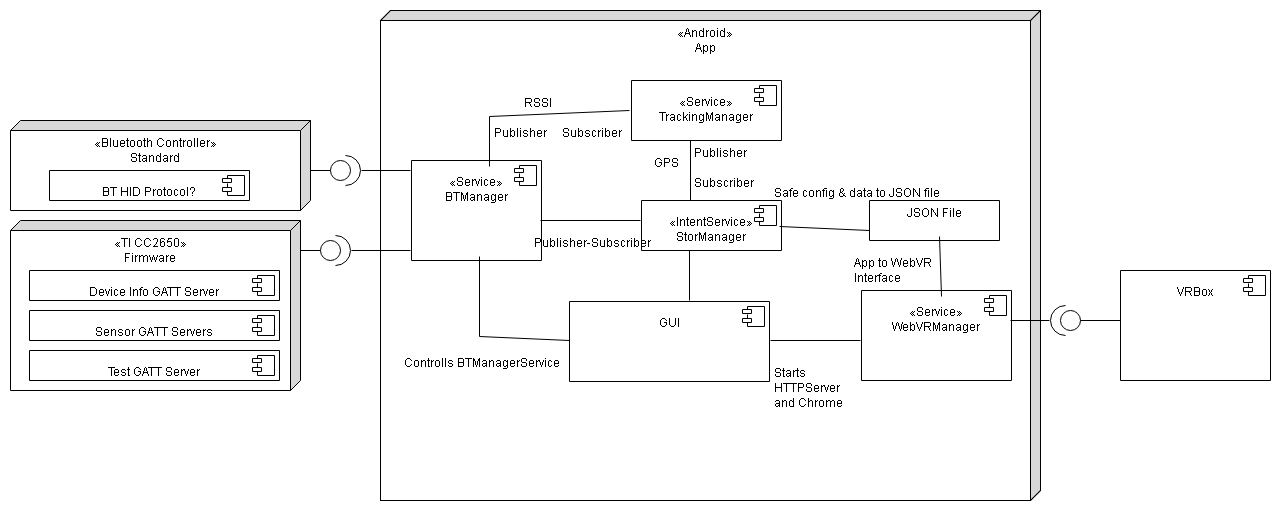 «Android»
App
«Bluetooth Controller»
Standard
BT HID Protocol?
«TI CC2650»
Firmware
Device Info GATT Server
Sensor GATT Servers
Test GATT Server
RSSI
Publisher
Subscriber
«Service»
TrackingManager
«Service»
BTManager
GPS
Publisher
Subscriber
Safe config & data to JSON file
«IntentService»
StorManager
JSON File
Publisher-Subscriber
App to WebVR
Interface
GUI
«Service»
WebVRManager
VRBox
Controlls BTManagerService
Starts
HTTPServer
and Chrome